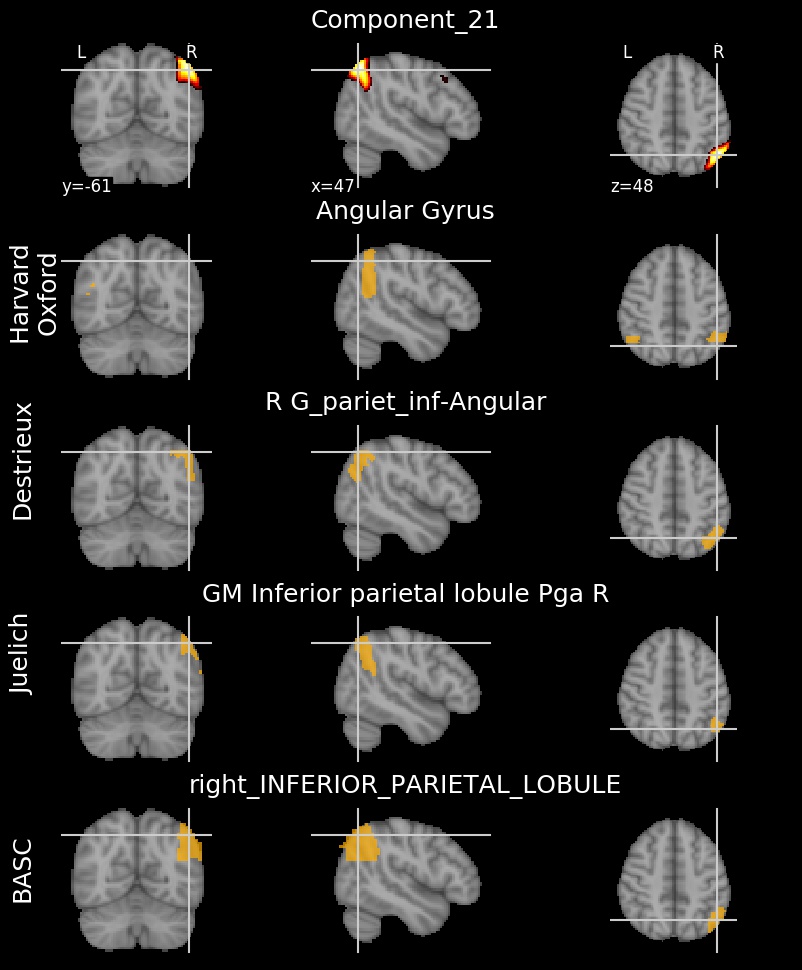 Component_21
L R L R
y=-61 x=47 z=48
Angular Gyrus
Harvard
Oxford
R G_pariet_inf-Angular
Destrieux
GM Inferior parietal lobule Pga R
Juelich
right_INFERIOR_PARIETAL_LOBULE
BASC